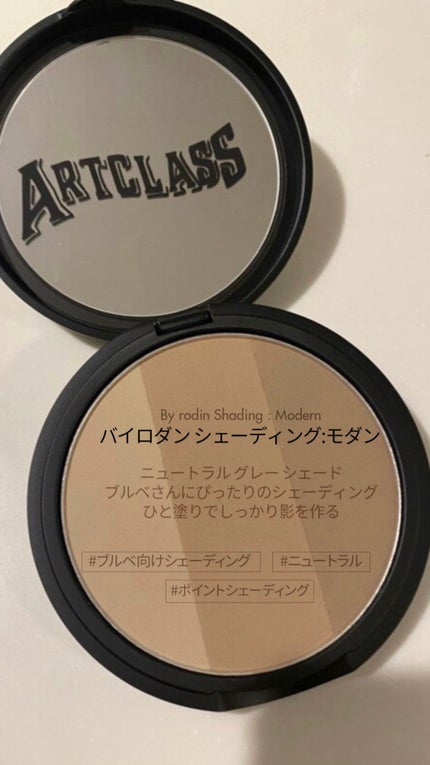 ARTCLASS
By rodin Shading : Modern
バイロダン シェーディング:モダン
ニュートラル グレー シェード
ブルベさんにぴったりのシェーディング
ひと塗りでしっかり影を作る
#ブルベ向けシェーディング #ニュートラル
#ポイントシェーディング